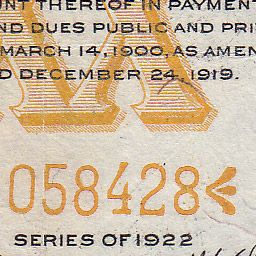 UNT THEREOF IN PAYMENT
ND DUES PUBLIC AND PRI
MARCH 14, 1900, AS AMEN
D DECEMBER 24, 1919.
M
058428
SERIES OF 1922